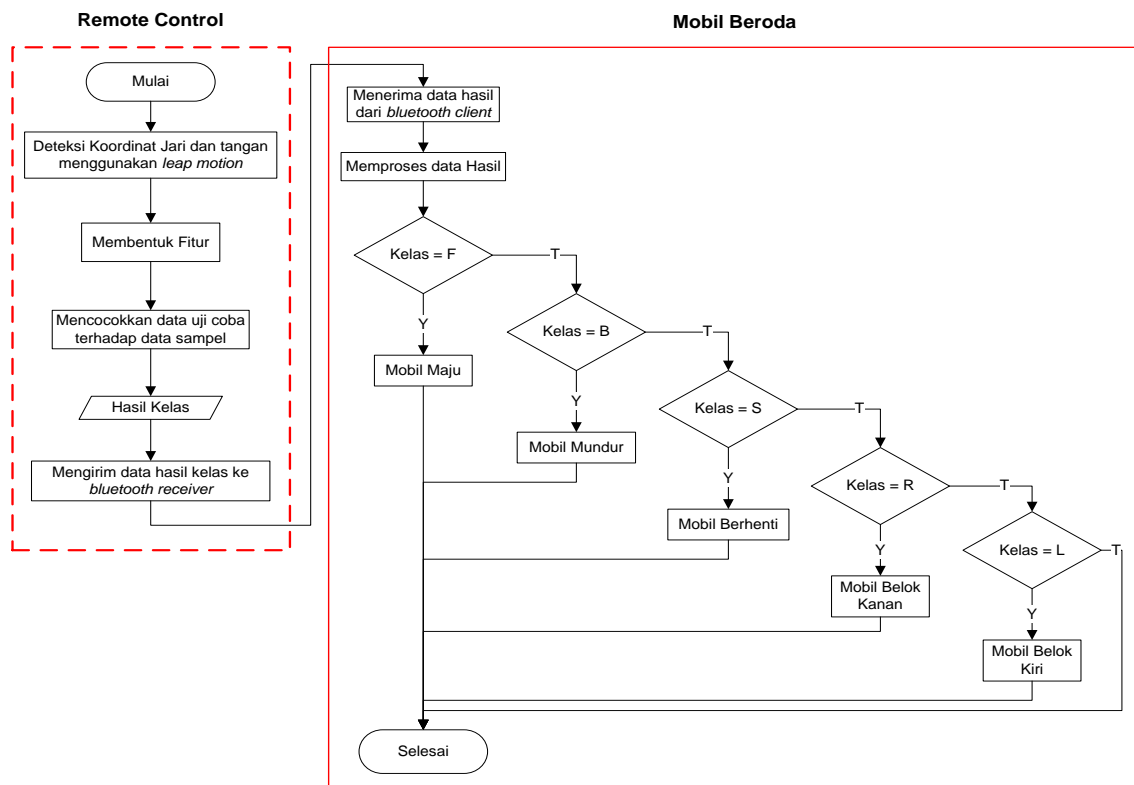 Remote Control
Mobil Beroda
Mulai
Deteksi Koordinat Jari dan tangan
menggunakan leap motion
Membentuk Fitur
Mencocokkan data uji coba
terhadap data sampel
Hasil Kelas
Mengirim data hasil kelas ke
bluetooth receiver
Menerima data hasil
dari bluetooth client
Memproses data Hasil
Kelas = F
T
Y
Mobil Maju
Kelas = B
T
Y
Mobil Mundur
Kelas = S
T
Y
Mobil Berhenti
Kelas = R
T
Y
Mobil Belok
Kanan
Kelas = L
T
Y
Mobil Belok
Kiri
Selesai